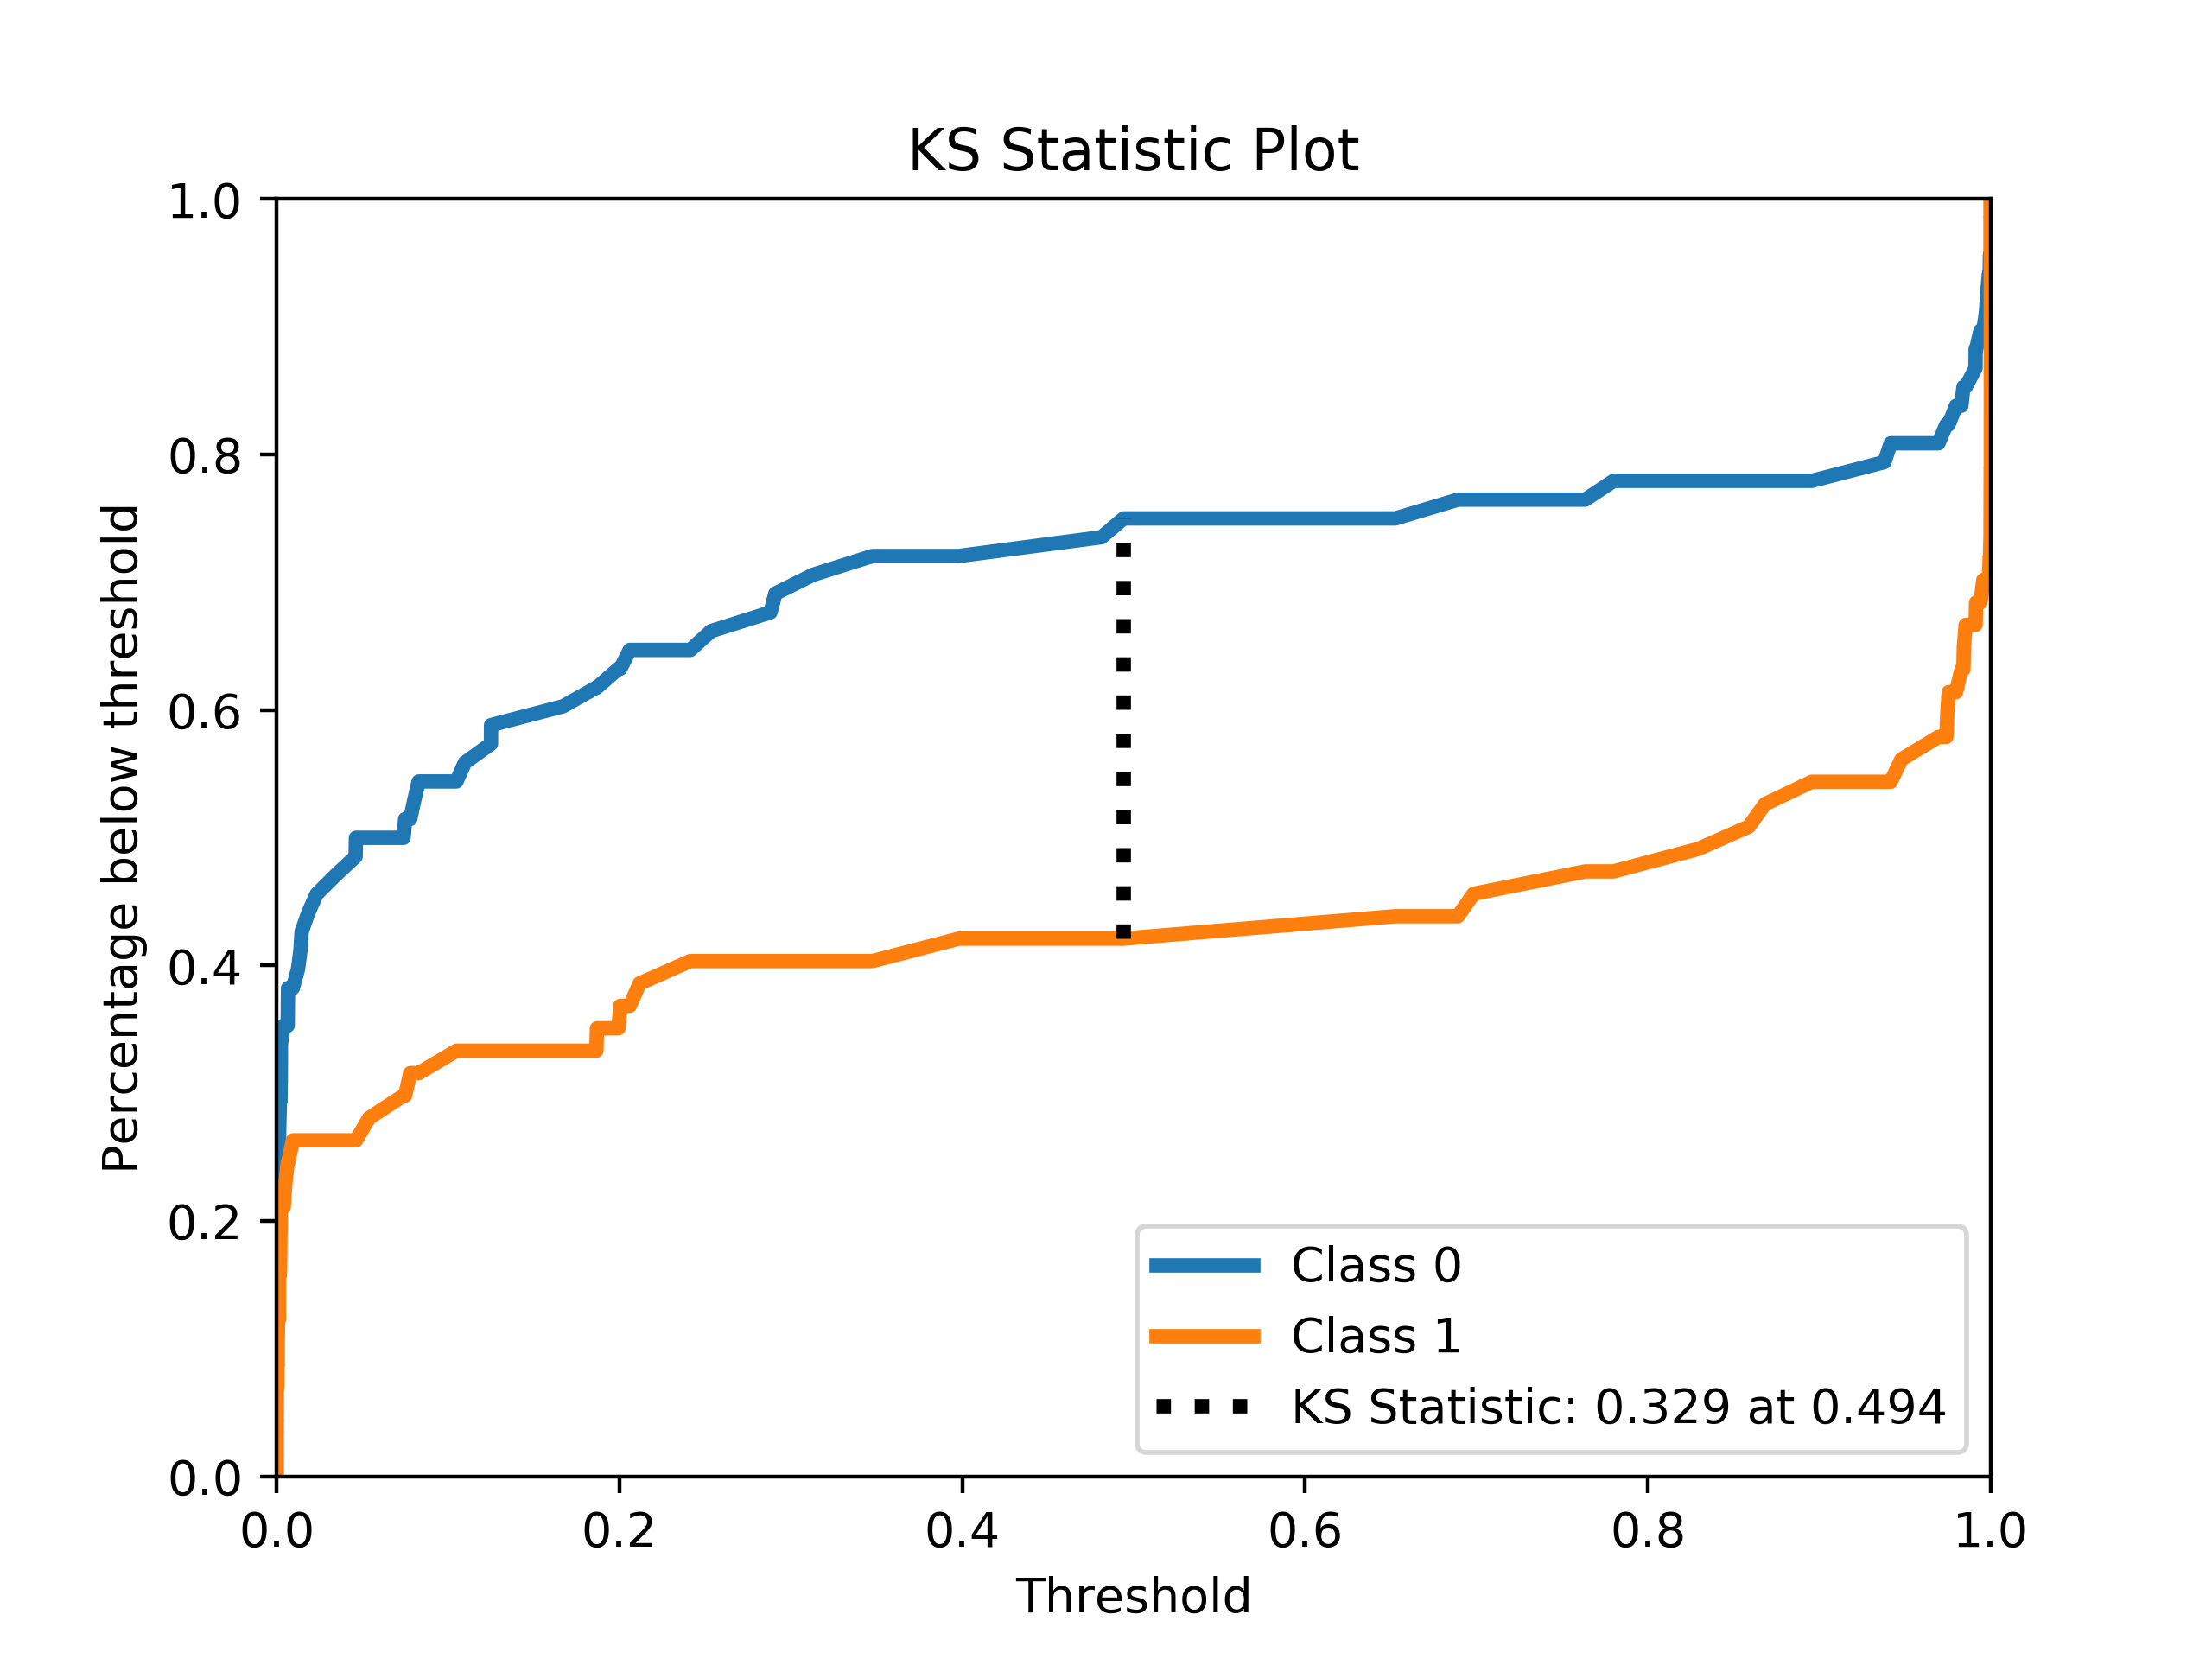 KS Statistic Plot
1.0
0.8
0.6
0.4
0.2
0.0
Percentage below threshold
Class 0
Class 1
KS Statistic: 0.329 at 0.494
0.0 0.2 0.4 0.6 0.8 1.0
Threshold